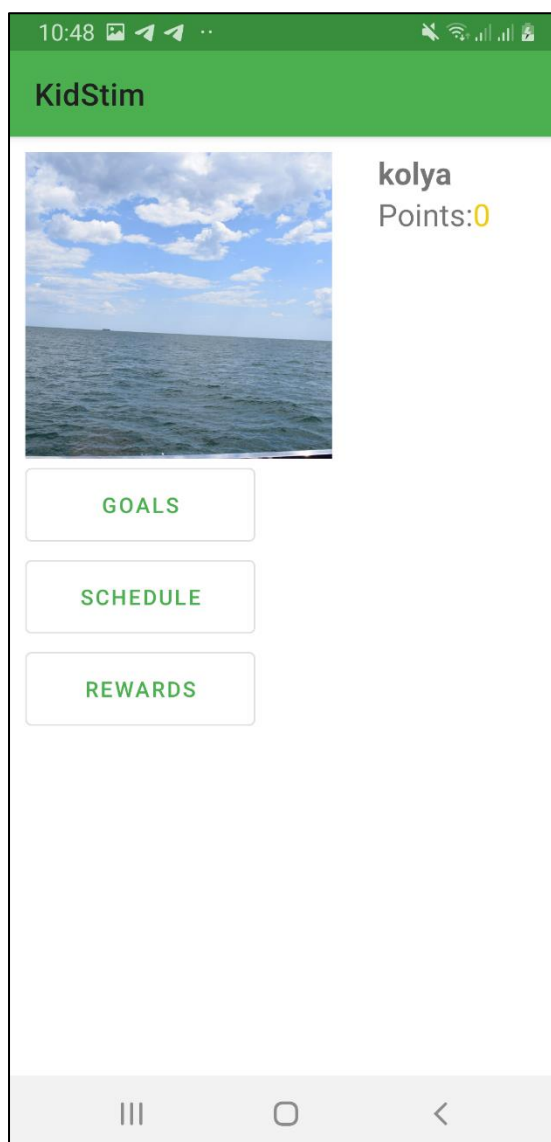 10:48
KidStim
kolya
Points:0
GOALS
SCHEDULE
REWARDS